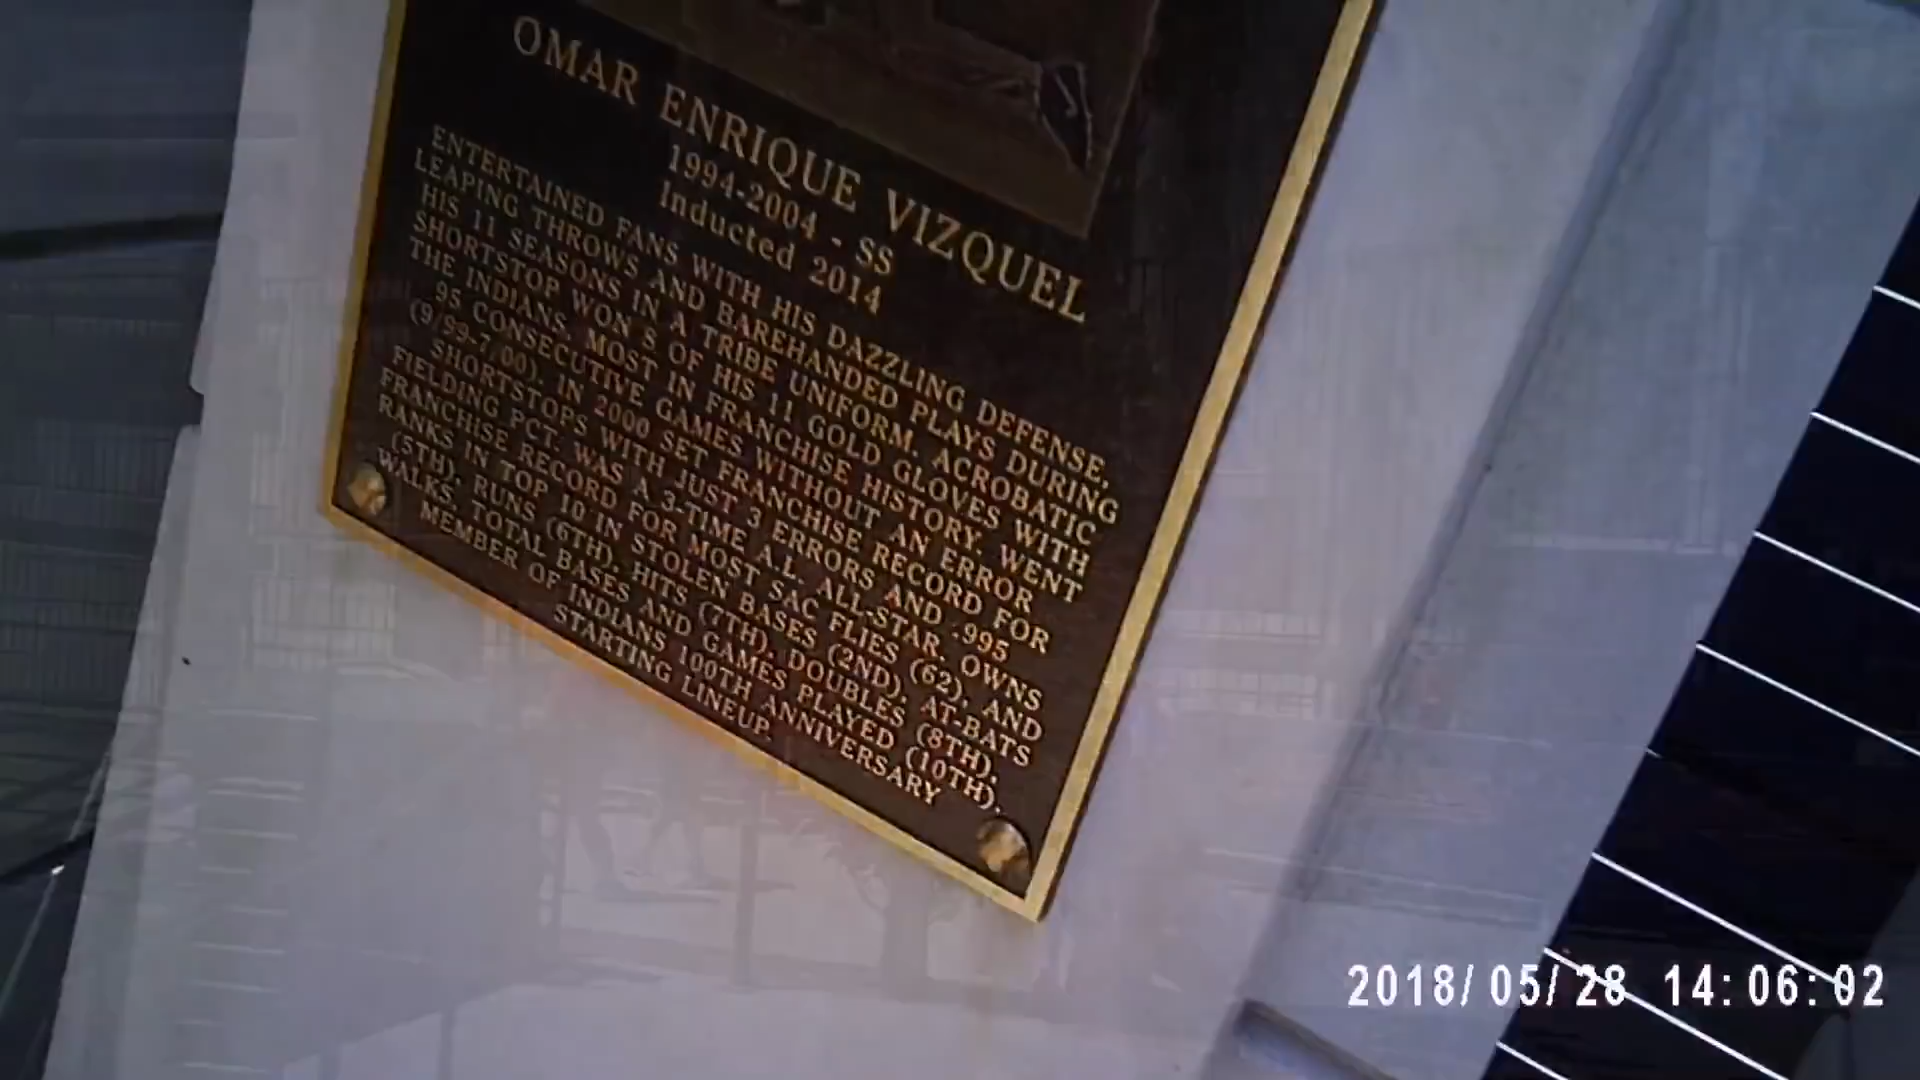 OMAR ENRIQUE VIZQUEL
1994-2004 - SS
Inducted 2014
ENTERTAINED FANS WITH HIS DAZZLING DEFENSE,
LEAPING THROWS AND BAREHANDED PLAYS DURING
HIS 11 SEASONS IN A TRIBE UNIFORM. ACROBATIC
SHORTSTOP WON 8 OF HIS 11 GOLD GLOVES WITH
THE INDIANS, MOST IN FRANCHISE HISTORY. WENT
95 CONSECUTIVE GAMES WITHOUT AN ERROR
(9/99-7/00). IN 2000 SET FRANCHISE RECORD FOR
SHORTSTOPS WITH JUST 3 ERRORS AND .995
FIELDING PCT. WAS A 3-TIME A.L. ALL-STAR. OWNS
FRANCHISE RECORD FOR MOST SAC FLIES (62), AND
RANKS IN TOP 10 IN STOLEN BASES (2ND), AT-BATS
(5TH), RUNS (6TH), HITS (7TH), DOUBLES (8TH),
WALKS, TOTAL BASES AND GAMES PLAYED (10TH).
MEMBER OF INDIANS 100TH ANNIVERSARY
STARTING LINEUP.
2018/05/28 14:06:02